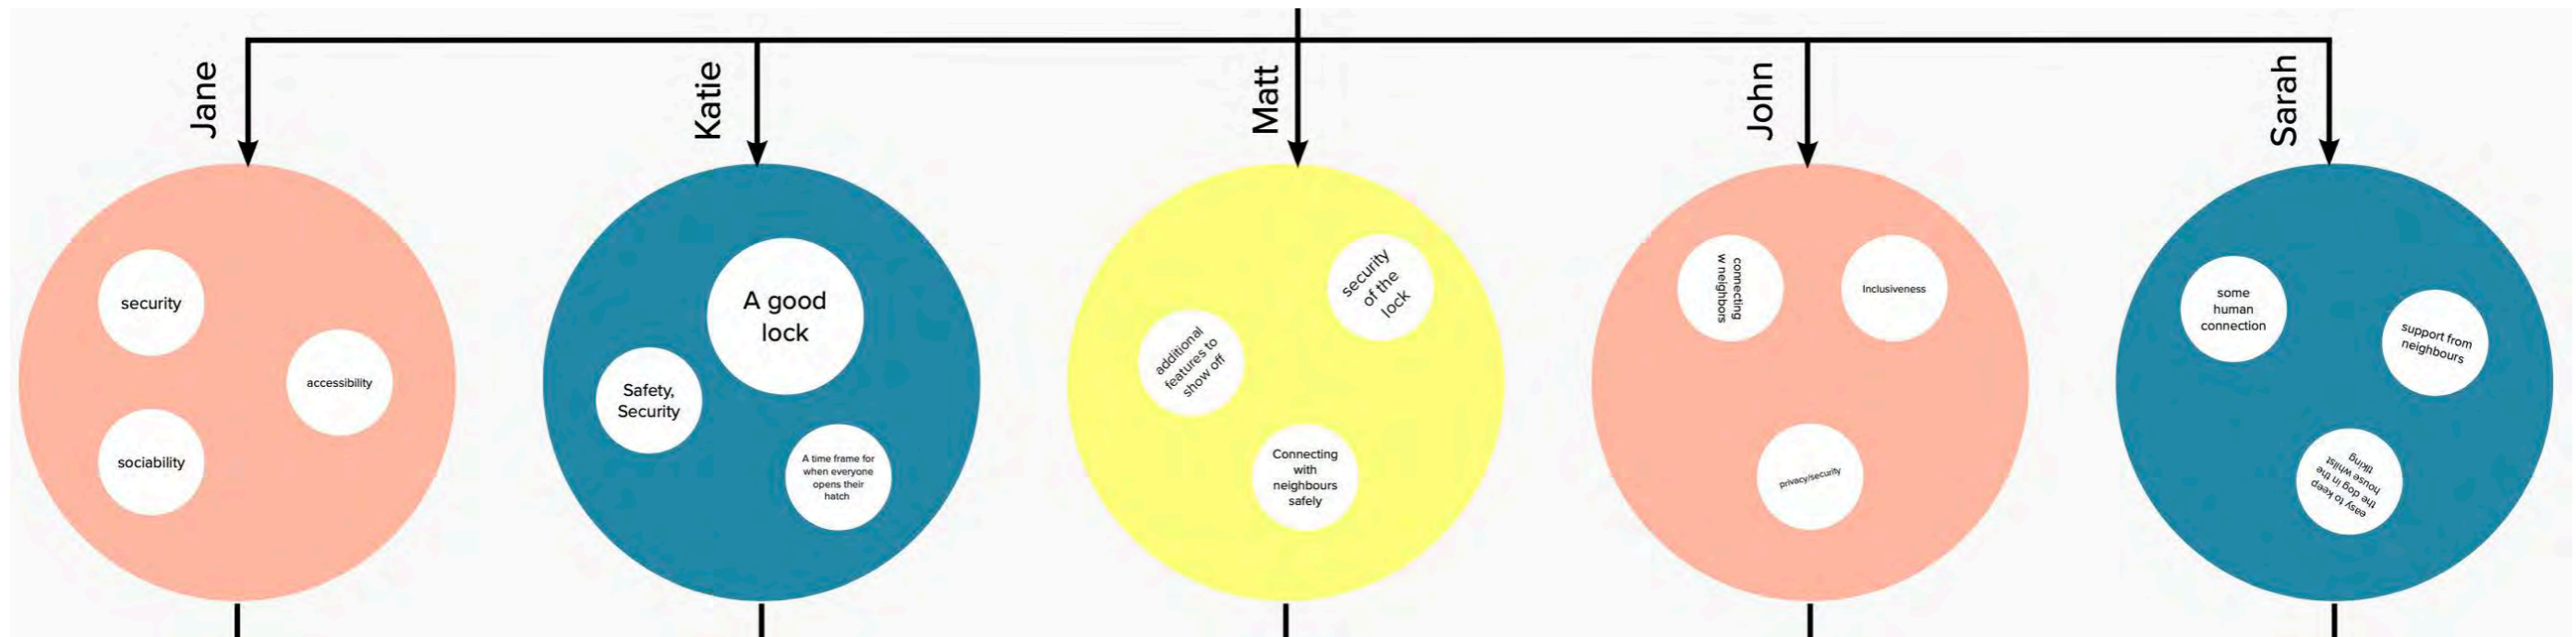 Jane
Katie
Matt
John
Sarah
security
accessibility
sociability
A good
lock
Safety,
Security
A time frame for
when everyone
opens their
hatch
security
of the
lock
additional
features to
show off
Connecting
with
neighbours
safely
connecting
w neighbors
Inclusiveness
privacy/security
some
human
connection
support from
neighbours
easy to keep
the dog in the
house whilst
tlking